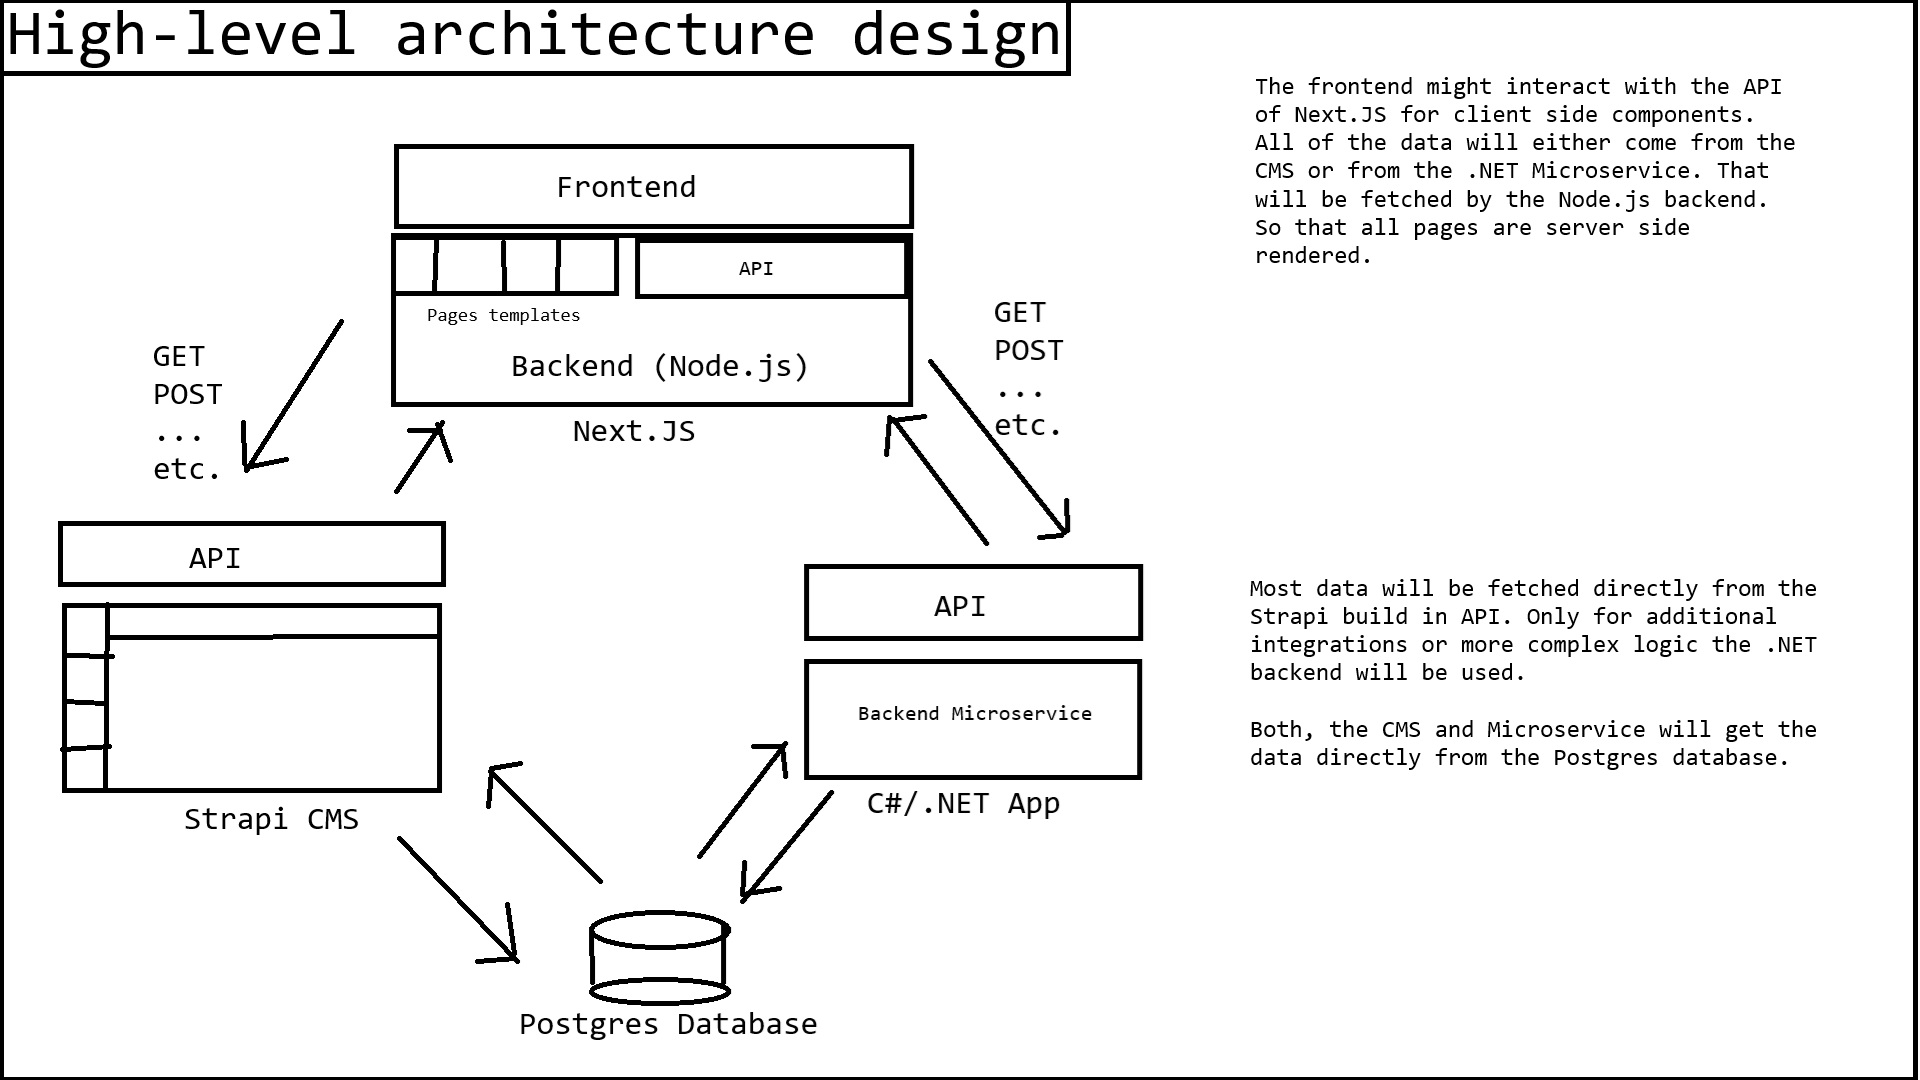 High-level architecture design
The frontend might interact with the API
of Next.JS for client side components.
All of the data will either come from the
CMS or from the .NET Microservice. That
will be fetched by the Node.js backend.
So that all pages are server side
rendered.
Frontend
API
Pages templates
Backend (Node.js)
Next.JS
GET
POST
...
etc.
GET
POST
...
etc.
API
Strapi CMS
API
Backend Microservice
C#/.NET App
Most data will be fetched directly from the
Strapi build in API. Only for additional
integrations or more complex logic the .NET
backend will be used.
Both, the CMS and Microservice will get the
data directly from the Postgres database.
Postgres Database